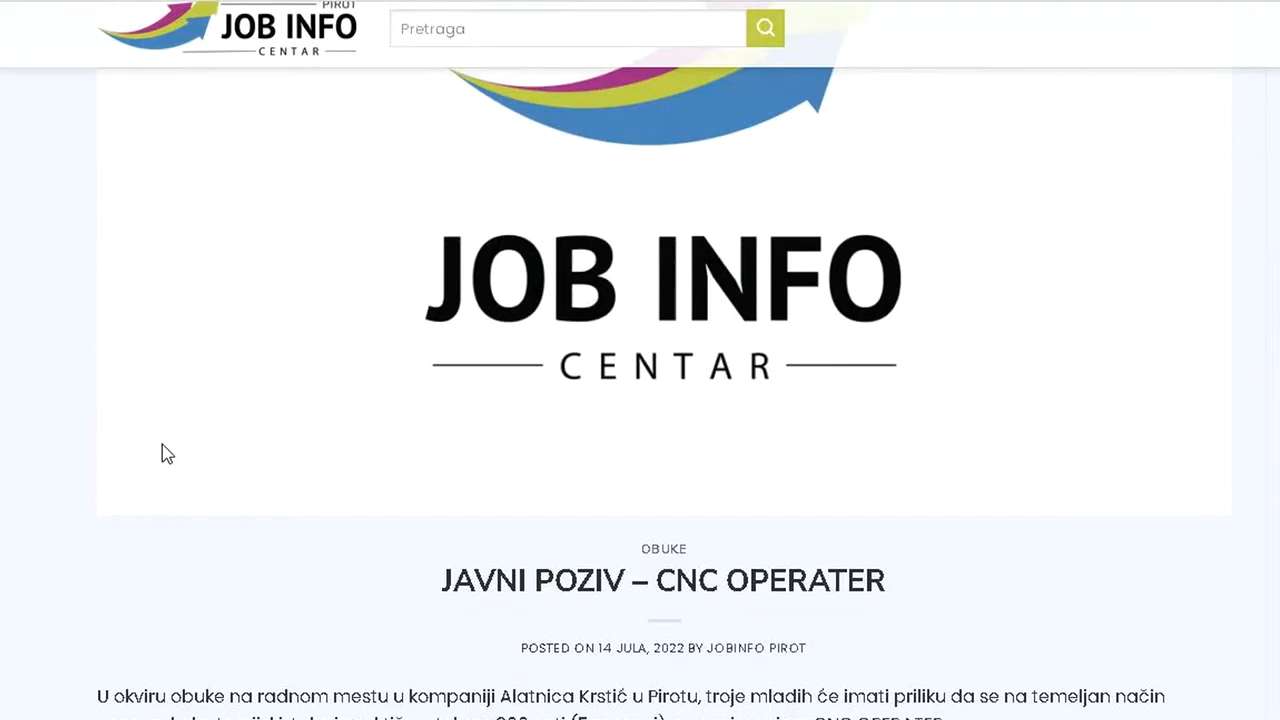 PIROT
JOB INFO
CENTAR
Pretraga
JOB INFO
CENTAR
OBUKE
JAVNI POZIV – CNC OPERATER
POSTED ON 14 JULA, 2022 BY JOBINFO PIROT
U okviru obuke na radnom mestu u kompaniji Alatnica Krstić u Pirotu, troje mladih će imati priliku da se na temeljan način
CNC OPERATER